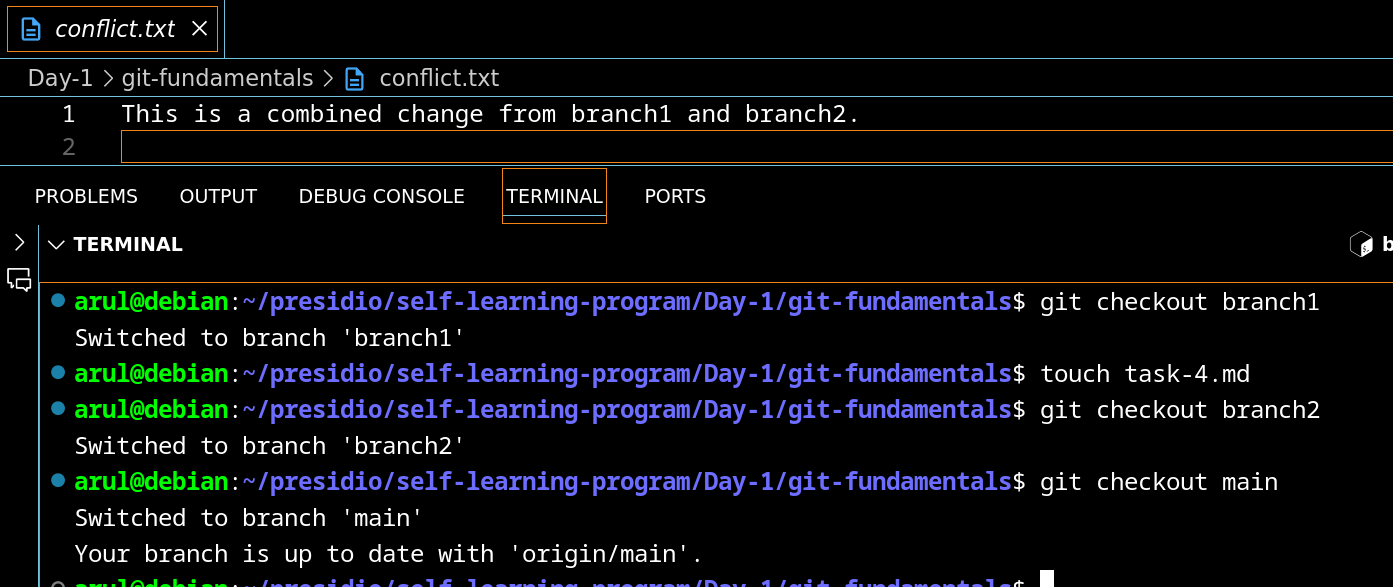 conflict.txt
Day-1 > git-fundamentals > conflict.txt
1 This is a combined change from branch1 and branch2.
2
PROBLEMS OUTPUT DEBUG CONSOLE TERMINAL PORTS
TERMINAL b
arul@debian:~/presidio/self-learning-program/Day-1/git-fundamentals$ git checkout branch1
Switched to branch 'branch1'
arul@debian:~/presidio/self-learning-program/Day-1/git-fundamentals$ touch task-4.md
arul@debian:~/presidio/self-learning-program/Day-1/git-fundamentals$ git checkout branch2
Switched to branch 'branch2'
arul@debian:~/presidio/self-learning-program/Day-1/git-fundamentals$ git checkout main
Switched to branch 'main'
Your branch is up to date with 'origin/main'.
arul@debian:~/presidio/self-learning-program/Day-1/git-fundamentals$